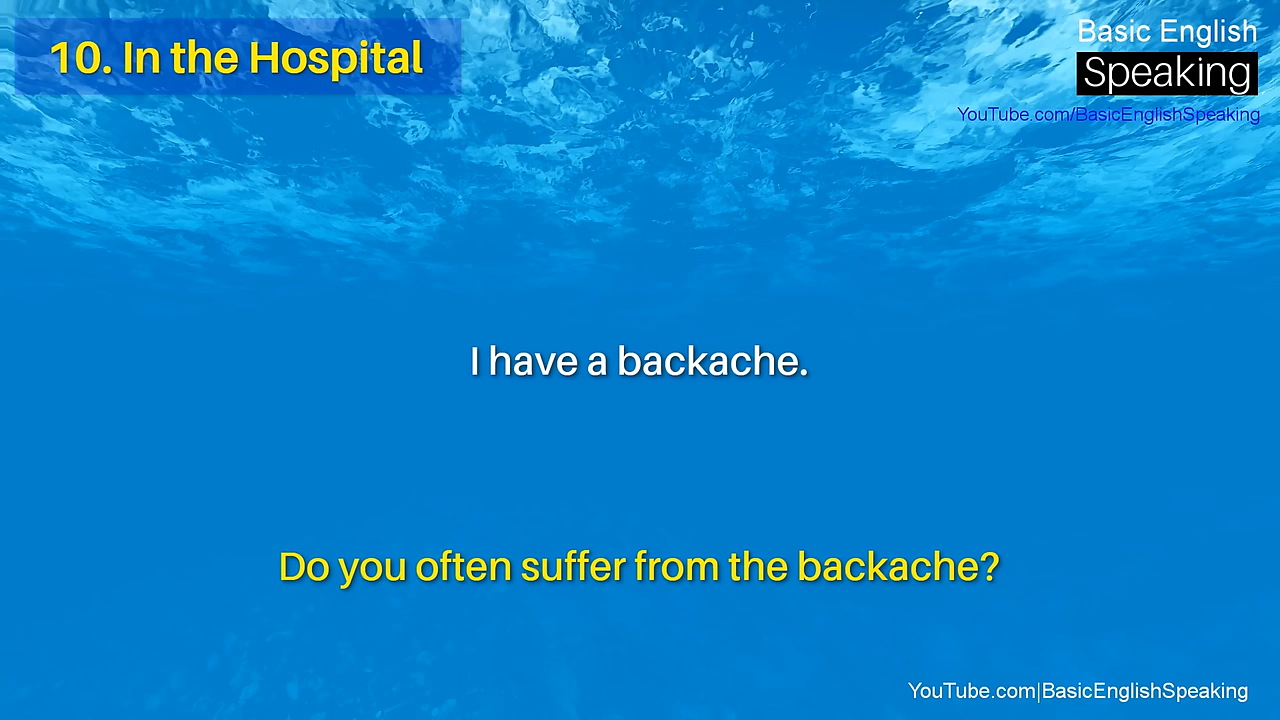 10. In the Hospital
Basic English
Speaking
YouTube.com/BasicEnglishSpeaking
I have a backache.
Do you often suffer from the backache?
YouTube.com|BasicEnglishSpeaking